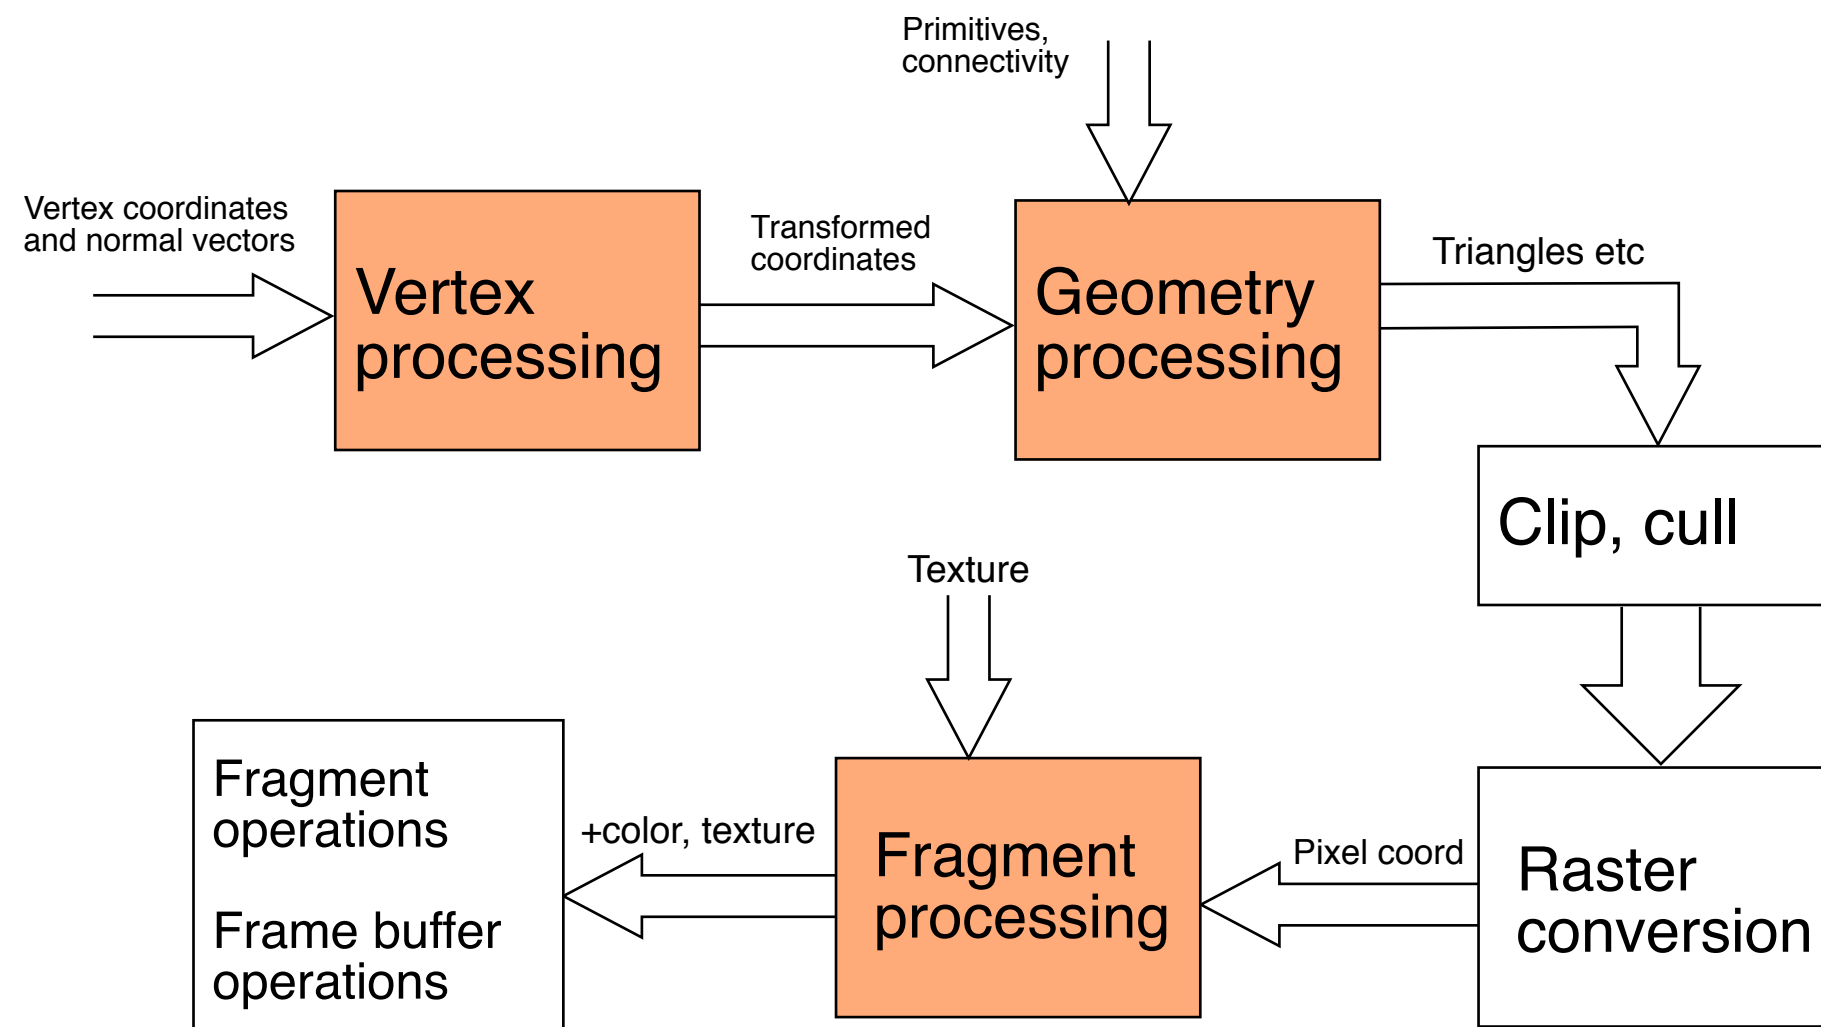 Primitives,
connectivity
Vertex coordinates
and normal vectors
Vertex
processing
Transformed
coordinates
Geometry
processing
Triangles etc
Clip, cull
Texture
Fragment
operations
Frame buffer
operations
+color, texture
Fragment
processing
Pixel coord
Raster
conversion